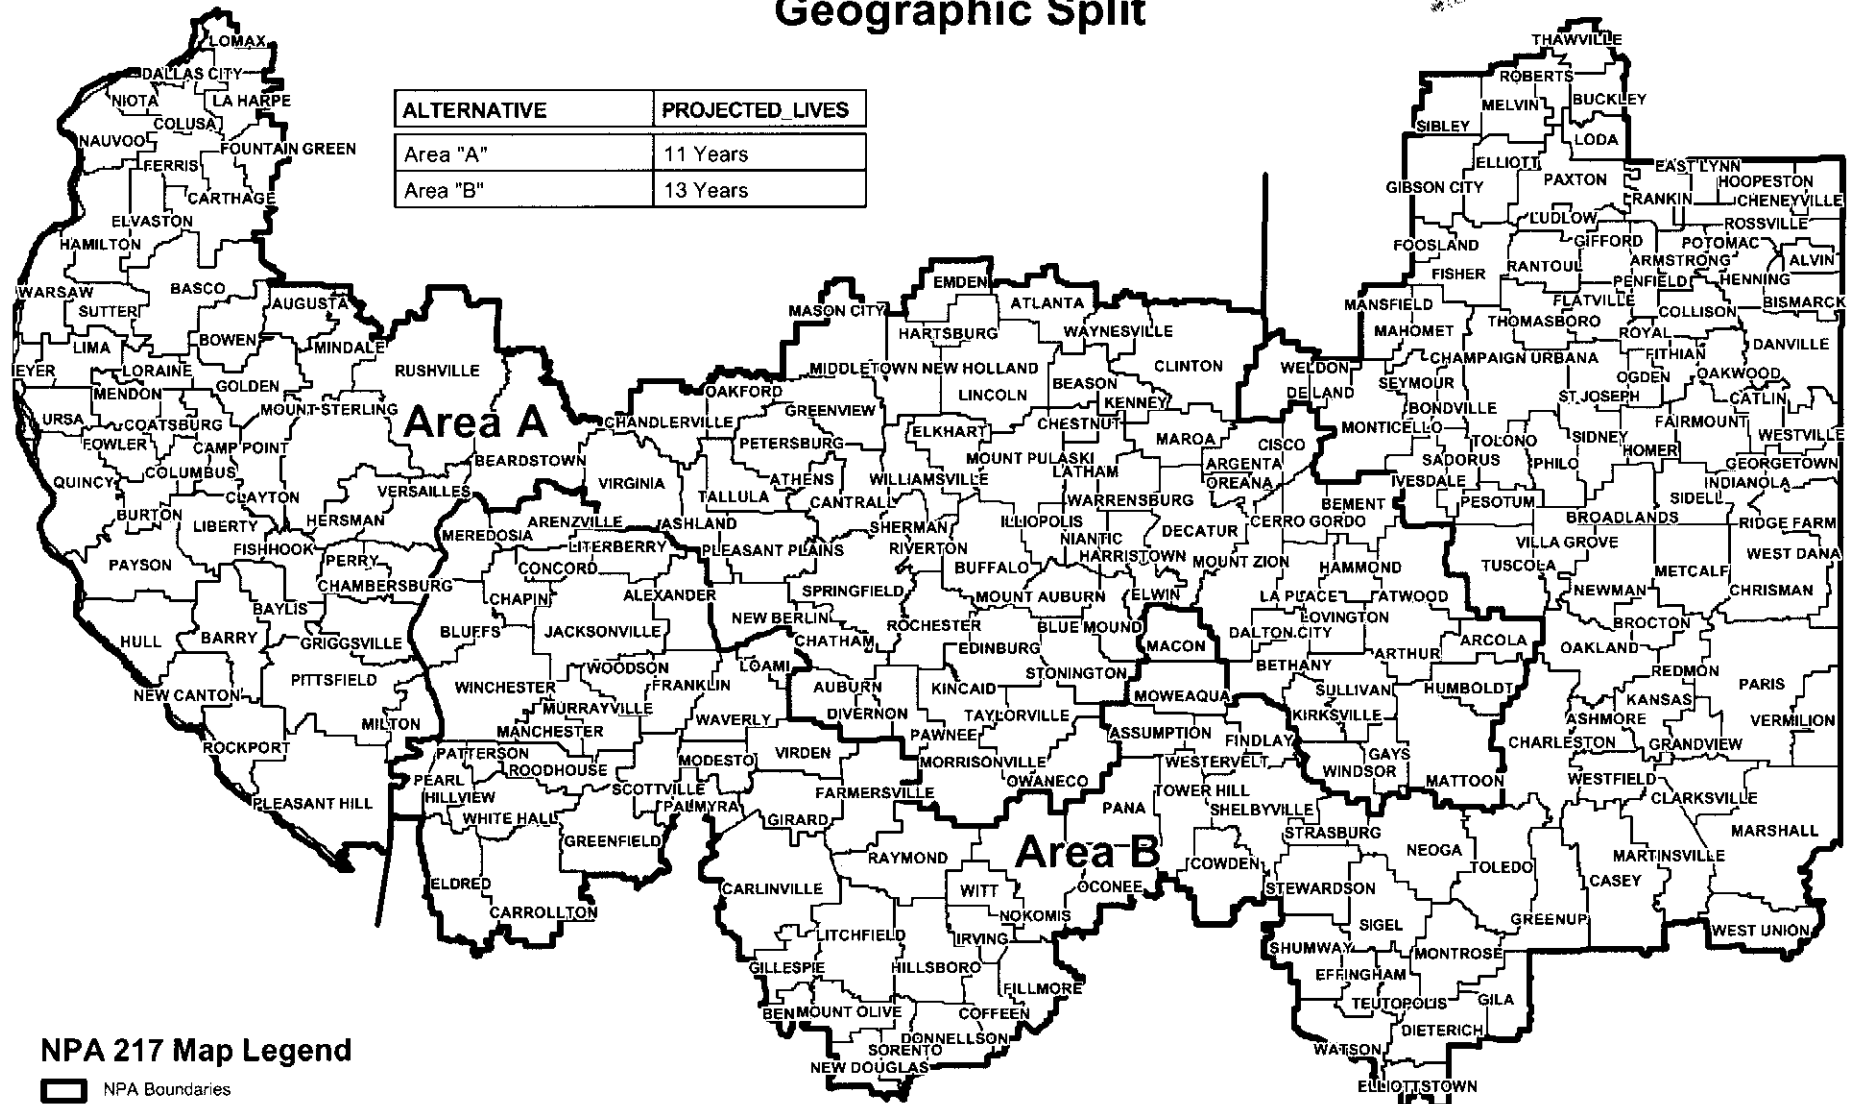 Geographic Split
ALTERNATIVE PROJECTED_LIVES
Area "A" 11 Years
Area "B" 13 Years
LOMAX
DALLAS CITY
NIOTA
LA HARPE
COLUSA
NAUVOO
FOUNTAIN GREEN
FERRIS
CARTHAGE
ELVASTON
HAMILTON
BASCO
WARSAW
SUTTER
AUGUSTA
BOWEN
LIMA
MINDALE
LORAINE
EYER
MENDON
GOLDEN
RUSHVILLE
MOUNT STERLING
URSA
COATSBURG
FOWLER
CAMP POINT
Area A
COLUMBUS
QUINCY
CLAYTON
BEARDSTOWN
VERSAILLES
BURTON
LIBERTY
HERSMAN
FISHHOOK
PERRY
PAYSON
CHAMBERSBURG
BAYLIS
HULL
BARRY
GRIGGSVILLE
PITTSFIELD
NEW CANTON
MILTON
ROCKPORT
PLEASANT HILL
MASON CITY
EMDEN
ATLANTA
HARTSBURG
WAYNESVILLE
MIDDLETOWN
NEW HOLLAND
CLINTON
OAKFORD
LINCOLN
BEASON
KENNEY
GREENVIEW
CHANDLERVILLE
ELKHART
CHESTNUT
PETERSBURG
MAROA
CISCO
MOUNT PULASKI
LATHAM
ARGENTA
OREANA
VIRGINIA
ATHENS
WILLIAMSVILLE
TALLULA
CANTRALL
WARRENSBURG
BEMENT
MEREDOSIA
ARENZVILLE
ASHLAND
SHERMAN
ILLIOPOLIS
NIANTIC
DECATUR
CERRO GORDO
LITERBERRY
PLEASANT PLAINS
RIVERTON
HARRISTOWN
MOUNT ZION
HAMMOND
CONCORD
BUFFALO
CHAPIN
ALEXANDER
SPRINGFIELD
MOUNT AUBURN
ELWIN
LA PLACE
ATWOOD
NEW BERLIN
ROCHESTER
BLUE MOUND
LOVINGTON
BLUFFS
JACKSONVILLE
CHATHAM
EDINBURG
MACON
DALTON CITY
ARTHUR
ARCOLA
WOODSON
LOAMI
STONINGTON
BETHANY
WINCHESTER
FRANKLIN
AUBURN
KINCAID
MOWEAQUA
SULLIVAN
HUMBOLDT
MURRAYVILLE
DIVERNON
TAYLORVILLE
KIRKSVILLE
MANCHESTER
WAVERLY
PAWNEE
ASSUMPTION
FINDLAY
PATTERSON
VIRDEN
MORRISONVILLE
WESTERVELT
GAYS
WINDSOR
ROODHOUSE
MODESTO
OWANECO
MATTOON
PEARL
HILLVIEW
SCOTTVILLE
PALMYRA
FARMERSVILLE
TOWER HILL
PANA
SHELBYVILLE
WHITE HALL
GIRARD
STRASBURG
GREENFIELD
RAYMOND
Area B
COWDEN
NEOGA
TOLEDO
ELDRED
CARLINVILLE
WITT
OCONEE
STEWARDSON
CARROLLTON
NOKOMIS
SIGEL
GREENUP
LITCHFIELD
IRVING
SHUMWAY
MONTROSE
GILLESPIE
HILLSBORO
EFFINGHAM
FILLMORE
TEUTOPOLIS
GILA
BEN
MOUNT OLIVE
COFFEEN
DIETERICH
DONNELLSON
SORENTO
WATSON
NEW DOUGLAS
ELLIOTTSTOWN
THAWVILLE
ROBERTS
MELVIN
BUCKLEY
SIBLEY
LODA
ELLIOTT
EAST LYNN
GIBSON CITY
PAXTON
HOOPESTON
RANKIN
CHENEYVILLE
LUDLOW
ROSSVILLE
FOOSLAND
GIFFORD
POTOMAC
ARMSTRONG
ALVIN
FISHER
RANTOUL
PENFIELD
HENNING
MANSFIELD
FLATVILLE
COLLISON
BISMARCK
MAHOMET
THOMASBORO
ROYAL
DANVILLE
CHAMPAIGN URBANA
FITHIAN
WELDON
DE LAND
SEYMOUR
OGDEN
OAKWOOD
BONDVILLE
ST JOSEPH
CATLIN
MONTICELLO
FAIRMOUNT
TOLONO
SIDNEY
WESTVILLE
SADORUS
PHILO
HOMER
GEORGETOWN
IVESDALE
INDIANOLA
PESOTUM
SIDELL
BROADLANDS
RIDGE FARM
VILLA GROVE
WEST DANA
TUSCOLA
METCALF
NEWMAN
CHRISMAN
BROCTON
OAKLAND
REDMON
PARIS
KANSAS
ASHMORE
VERMILION
CHARLESTON
GRANDVIEW
WESTFIELD
CLARKSVILLE
MARSHALL
MARTINSVILLE
CASEY
WEST UNION
NPA 217 Map Legend
NPA Boundaries